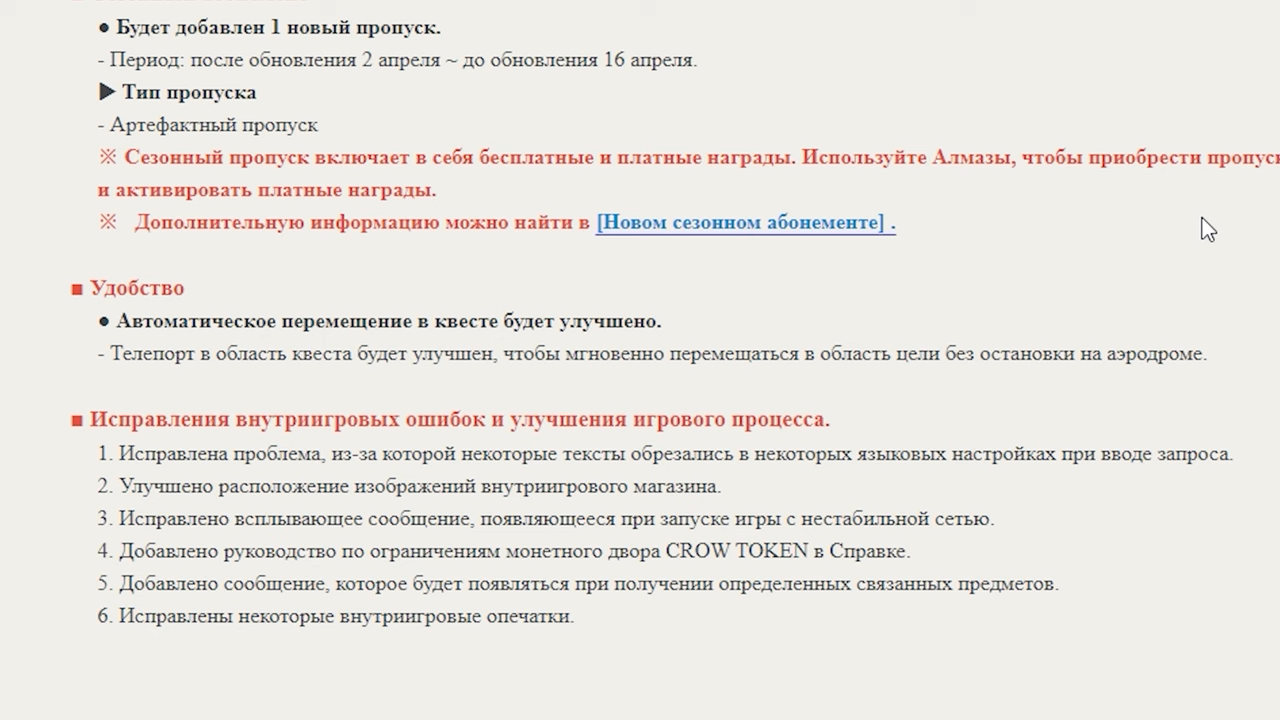 ● Будет добавлен 1 новый пропуск.
- Период: после обновления 2 апреля ~ до обновления 16 апреля.
▶ Тип пропуска
- Артефактный пропуск
※ Сезонный пропуск включает в себя бесплатные и платные награды. Используйте Алмазы, чтобы приобрести пропуск
и активировать платные награды.
※ Дополнительную информацию можно найти в [Новом сезонном абонементе] .
■ Удобство
● Автоматическое перемещение в квесте будет улучшено.
- Телепорт в область квеста будет улучшен, чтобы мгновенно перемещаться в область цели без остановки на аэродроме.
■ Исправления внутриигровых ошибок и улучшения игрового процесса.
1. Исправлена проблема, из-за которой некоторые тексты обрезались в некоторых языковых настройках при вводе запроса.
2. Улучшено расположение изображений внутриигрового магазина.
3. Исправлено всплывающее сообщение, появляющееся при запуске игры с нестабильной сетью.
4. Добавлено руководство по ограничениям монетного двора CROW TOKEN в Справке.
5. Добавлено сообщение, которое будет появляться при получении определенных связанных предметов.
6. Исправлены некоторые внутриигровые опечатки.